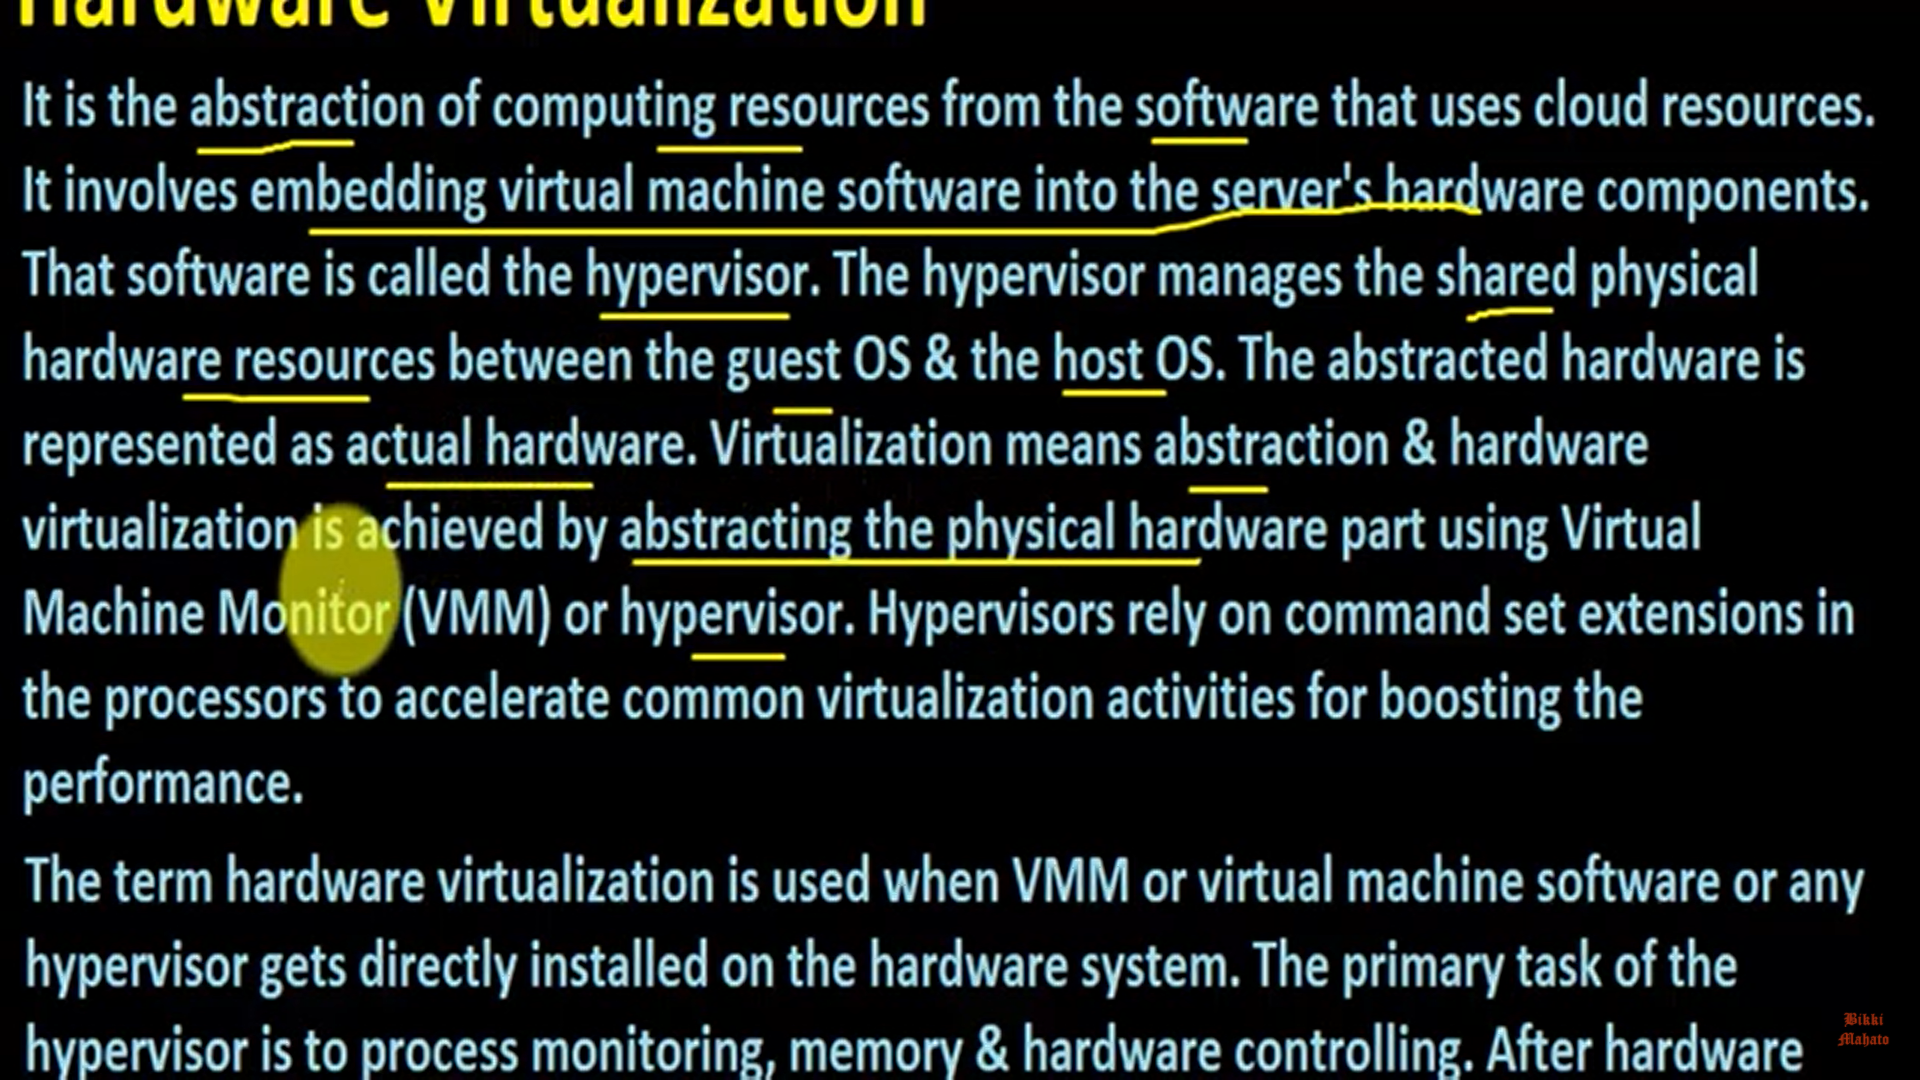 Hardware Virtualization
It is the abstraction of computing resources from the software that uses cloud resources.
It involves embedding virtual machine software into the server's hardware components.
That software is called the hypervisor. The hypervisor manages the shared physical
hardware resources between the guest OS & the host OS. The abstracted hardware is
represented as actual hardware. Virtualization means abstraction & hardware
virtualization is achieved by abstracting the physical hardware part using Virtual
Machine Monitor (VMM) or hypervisor. Hypervisors rely on command set extensions in
the processors to accelerate common virtualization activities for boosting the
performance.
The term hardware virtualization is used when VMM or virtual machine software or any
hypervisor gets directly installed on the hardware system. The primary task of the
hypervisor is to process monitoring, memory & hardware controlling. After hardware
Bikki
Mahato